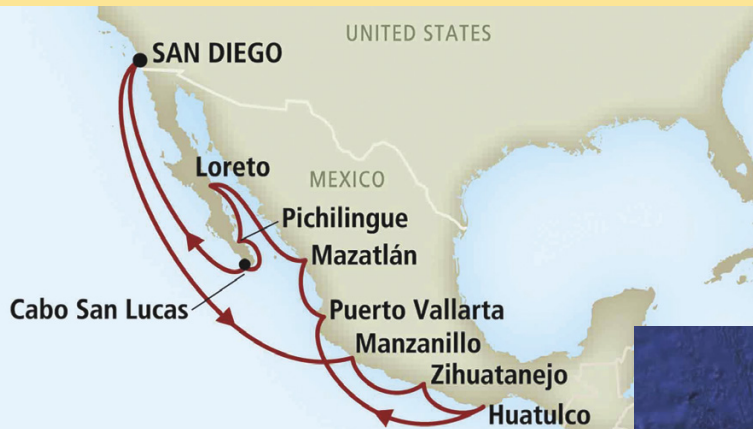 UNITED STATES
SAN DIEGO
Loreto
MEXICO
Pichilingue
Mazatlán
Cabo San Lucas
Puerto Vallarta
Manzanillo
Zihuatanejo
Huatulco